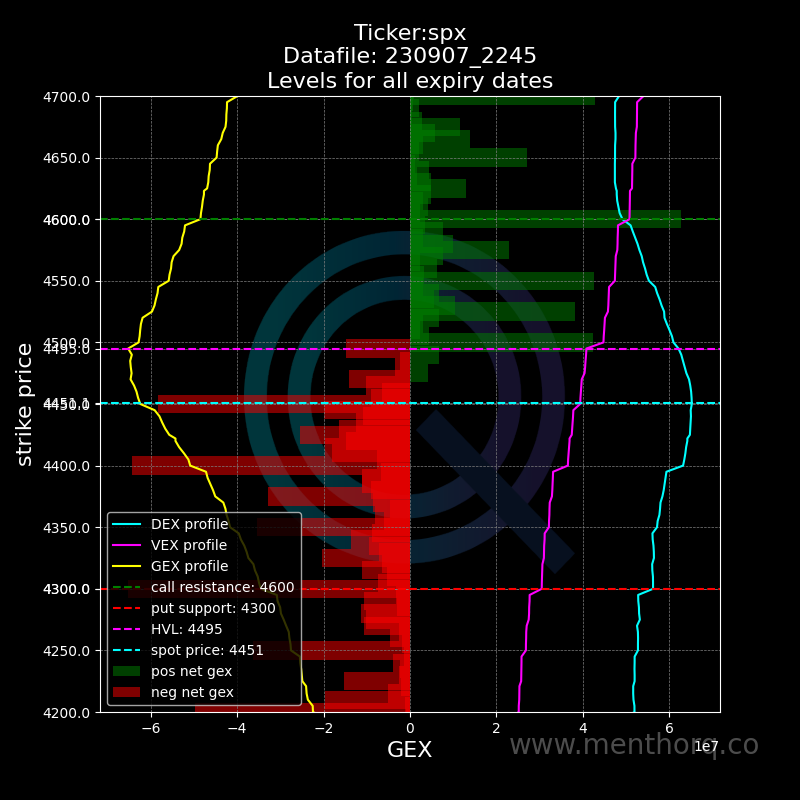 Ticker:spx
Datafile: 230907_2245
Levels for all expiry dates
4700.0
4650.0
4600.0
4550.0
4500.0
4495.0
4451.1
4450.0
4400.0
4350.0
4300.0
4250.0
4200.0
strike price
DEX profile
VEX profile
GEX profile
call resistance: 4600
put support: 4300
HVL: 4495
spot price: 4451
pos net gex
neg net gex
−6 −4 −2 0 2 4 6
1e7
GEX
www.menthorq.co